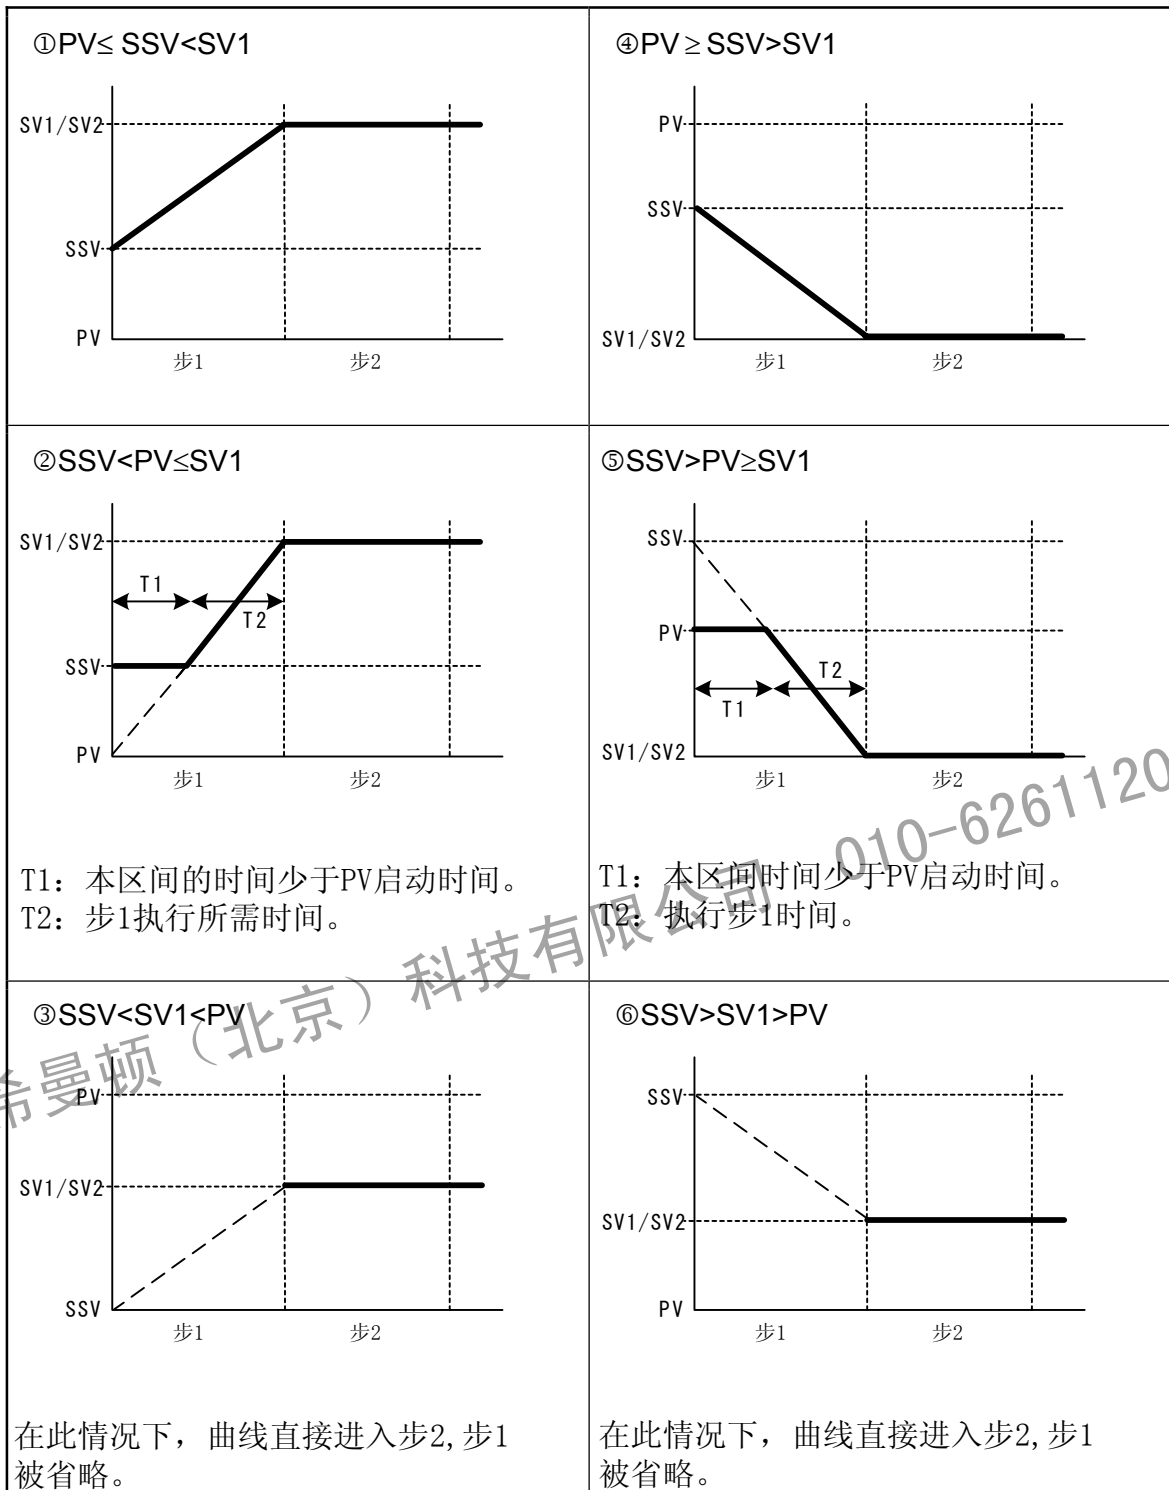 ①PV≤ SSV<SV1
SV1/SV2
SSV
PV
步1
步2
④PV≥SSV>SV1
PV
SSV
SV1/SV2
步1
步2
②SSV<PV≤SV1
SV1/SV2
T1
T2
SSV
PV
步1
步2
T1：本区间的时间少于PV启动时间。
T2：步1执行所需时间。
⑤SSV>PV≥SV1
SSV
PV
T2
T1
SV1/SV2
步1
步2
T1：本区间时间少于PV启动时间。
T2：执行步1时间。
③SSV<SV1<PV
PV
SV1/SV2
SSV
步1
步2
在此情况下，曲线直接进入步2,步1
被省略。
⑥SSV>SV1>PV
SSV
SV1/SV2
PV
步1
步2
在此情况下，曲线直接进入步2,步1
被省略。
希曼顿（北京）科技有限公司 010-6261120